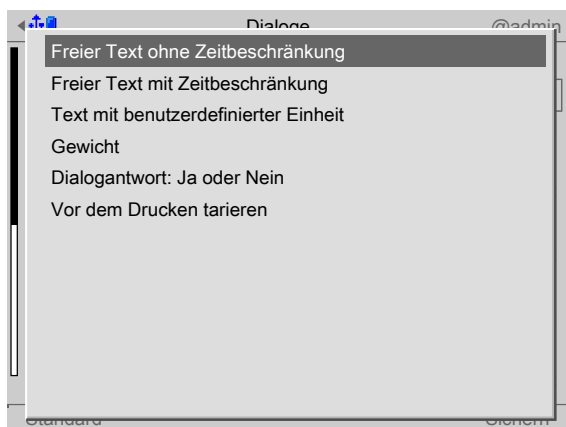 Dialoge @admin
Freier Text ohne Zeitbeschränkung
Freier Text mit Zeitbeschränkung
Text mit benutzerdefinierter Einheit
Gewicht
Dialogantwort: Ja oder Nein
Vor dem Drucken tarieren
Standard Sichern